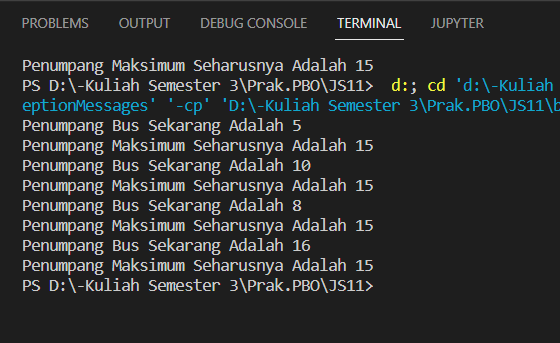 PROBLEMS OUTPUT DEBUG CONSOLE TERMINAL JUPYTER
Penumpang Maksimum Seharusnya Adalah 15
PS D:\-Kuliah Semester 3\Prak.PBO\JS11> d:; cd 'd:\-Kuliah
eptionMessages' '-cp' 'D:\-Kuliah Semester 3\Prak.PBO\JS11\b
Penumpang Bus Sekarang Adalah 5
Penumpang Maksimum Seharusnya Adalah 15
Penumpang Bus Sekarang Adalah 10
Penumpang Maksimum Seharusnya Adalah 15
Penumpang Bus Sekarang Adalah 8
Penumpang Maksimum Seharusnya Adalah 15
Penumpang Bus Sekarang Adalah 16
Penumpang Maksimum Seharusnya Adalah 15
PS D:\-Kuliah Semester 3\Prak.PBO\JS11>